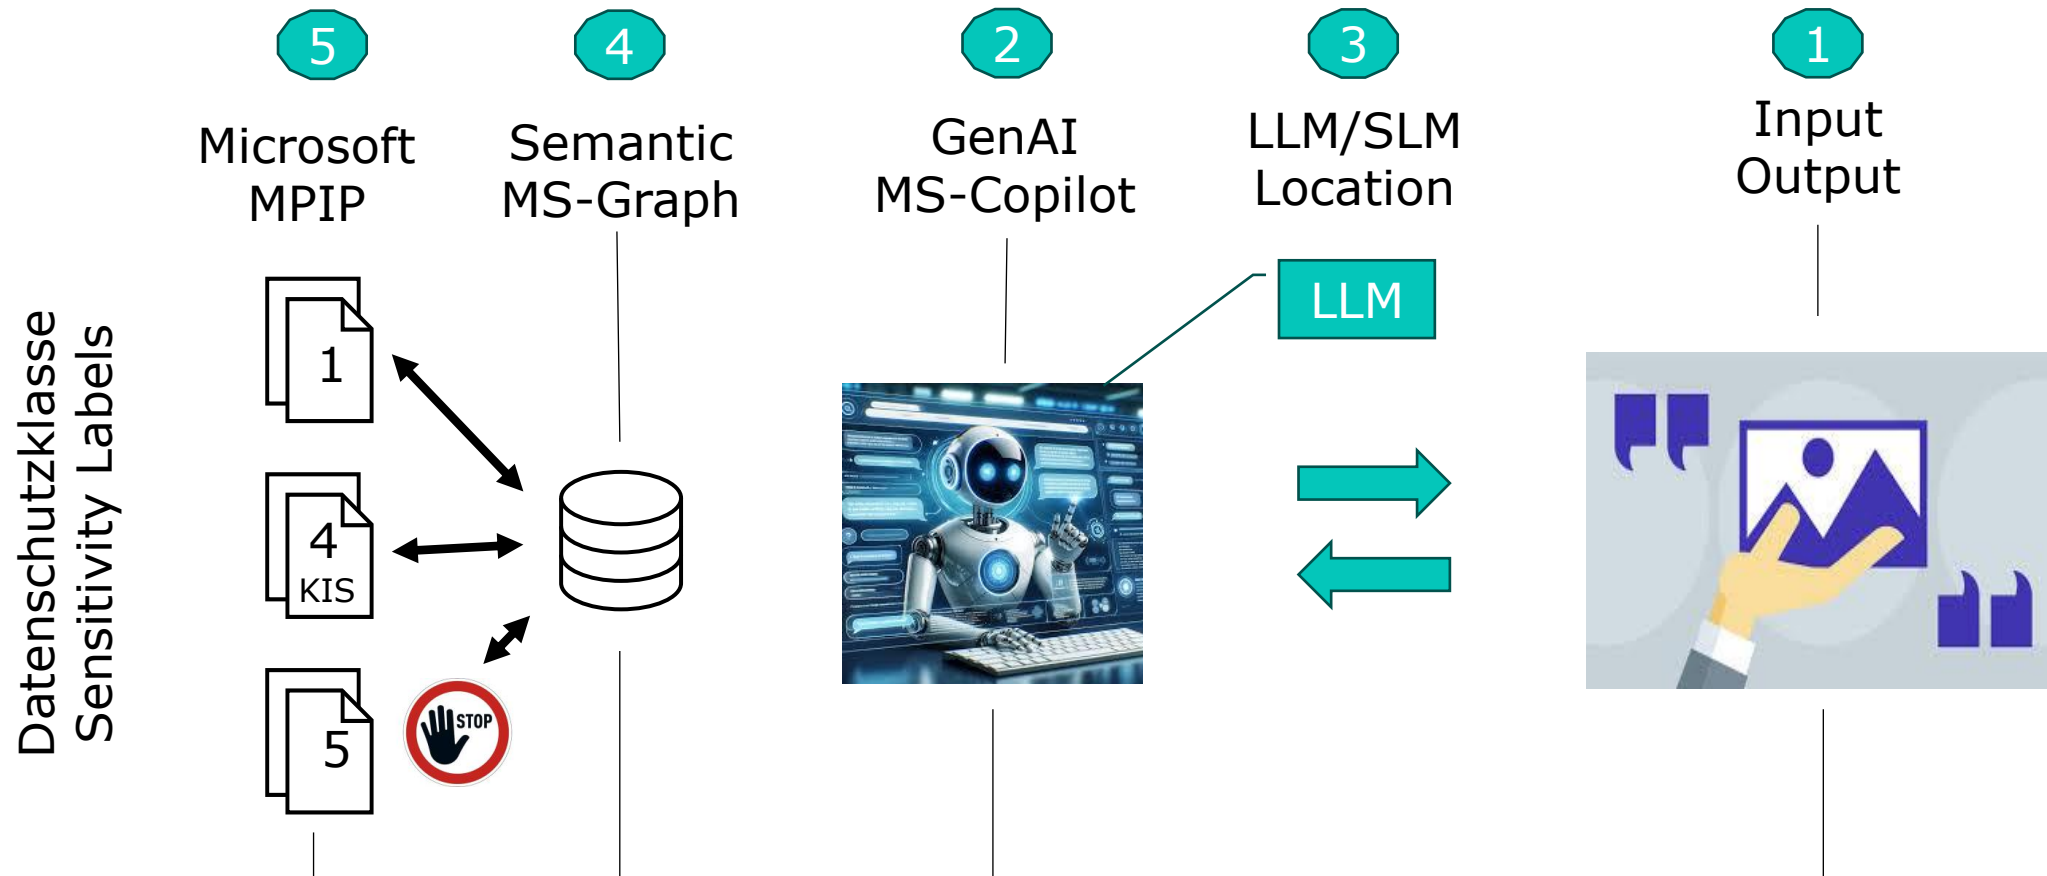 5
4
2
3
1
Microsoft
MPIP
Semantic
MS-Graph
GenAI
MS-Copilot
LLM/SLM
Location
Input
Output
Datenschutzklasse
Sensitivity Labels
1
4
KIS
5
STOP
LLM